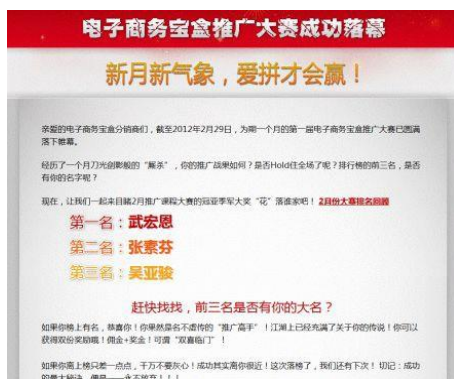 电子商务宝盒推广大赛成功落幕
新月新气象，爱拼才会赢！
亲爱的电子商务宝盒分销商们，截至2012年2月29日，为期一个月的第一届电子商务宝盒推广大赛已圆满
落下帷幕。
经历了一个月刀光剑影般的“厮杀”，你的推广战果如何？是否Hold住全场了呢？排行榜的前三名，是否
有你的名字呢？
现在，让我们一起来目睹2月推广课程大赛的冠亚季军大奖“花”落谁家吧！ 2月份大赛排名回顾
第一名：武宏恩
第二名：张素芬
第三名：吴亚骏
赶快找找，前三名是否有你的大名？
如果你榜上有名，恭喜你！你果然是名不虚传的“推广高手”！江湖上已经充满了关于你的传说！你可以
获得双份奖励哦！佣金+奖金！可谓“双喜临门”！
如果你离上榜只差一点点，千万不要灰心！成功其实离你很近！这次落榜了，我们还有下次！切记：成功
的最大秘诀，便是——永不放弃！！！